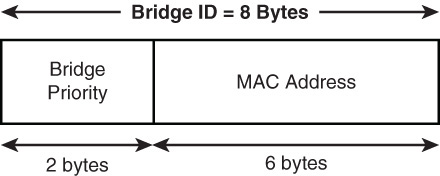 Bridge ID = 8 Bytes
Bridge
Priority
MAC Address
2 bytes
6 bytes